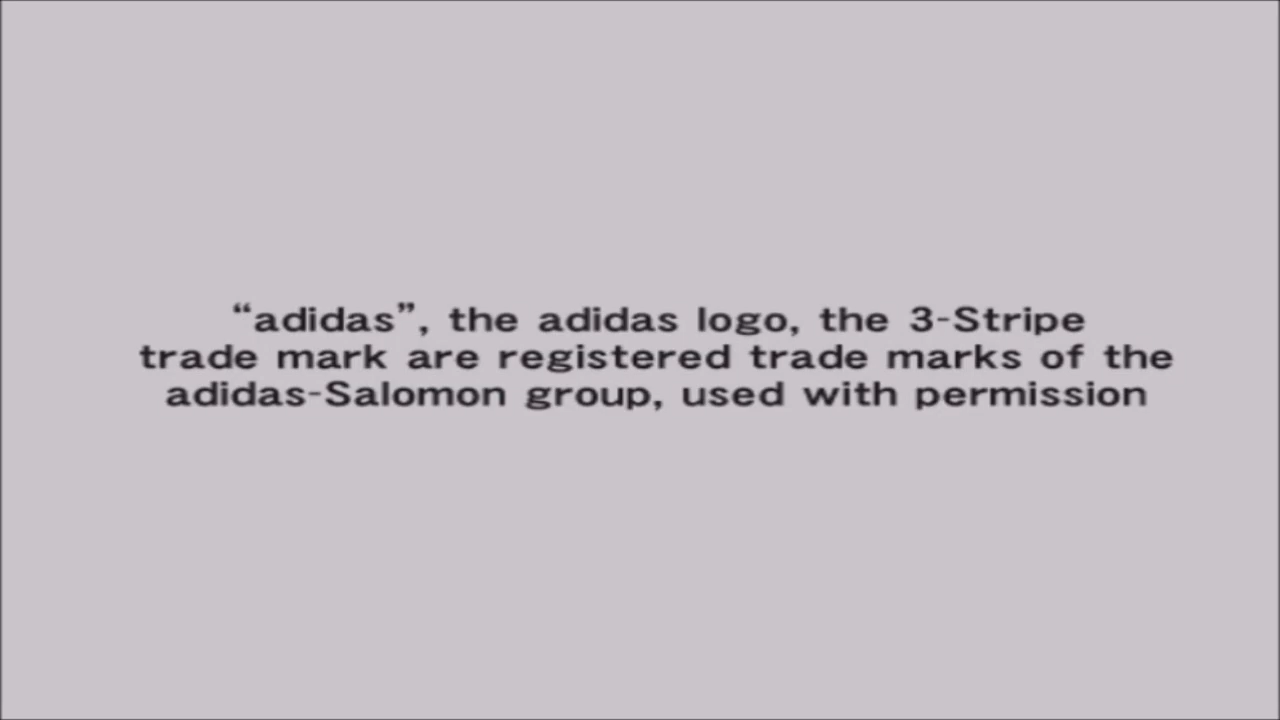 “adidas”, the adidas logo, the 3-Stripe
trade mark are registered trade marks of the
adidas-Salomon group, used with permission